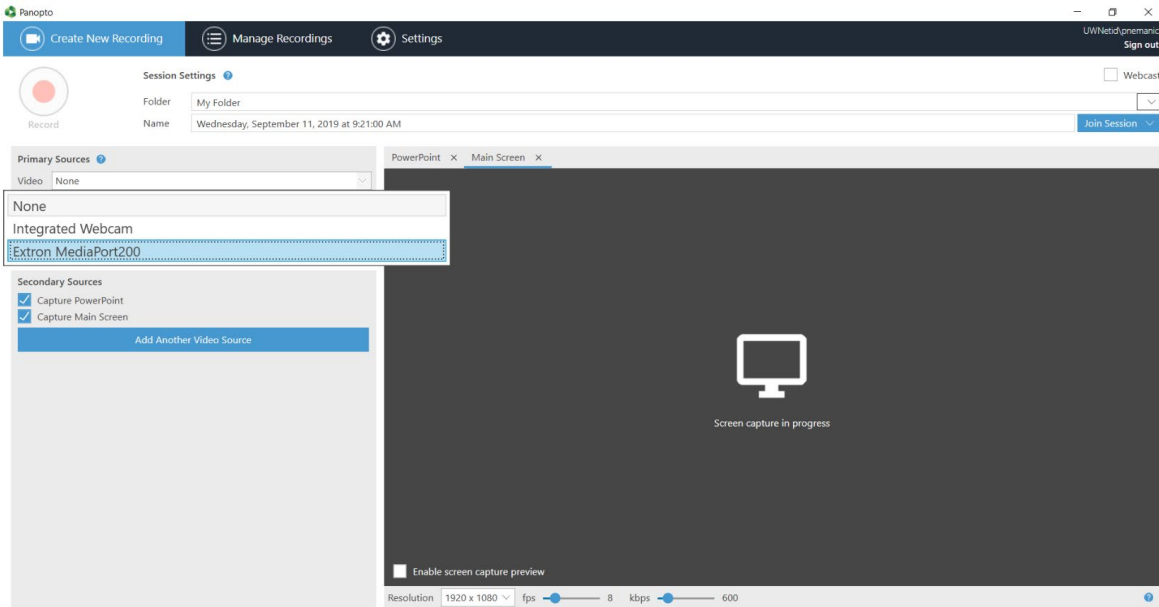 Panopto
Create New Recording
Manage Recordings
Settings
UWNetid\pnemanic
Sign out
Session Settings
Webcast
Folder My Folder
Record
Name Wednesday, September 11, 2019 at 9:21:00 AM
Join Session
Primary Sources
PowerPoint Main Screen
Video None
None
Integrated Webcam
Extron MediaPort200
Secondary Sources
Capture PowerPoint
Capture Main Screen
Add Another Video Source
Screen capture in progress
Enable screen capture preview
Resolution 1920 x 1080 fps 8 kbps 600